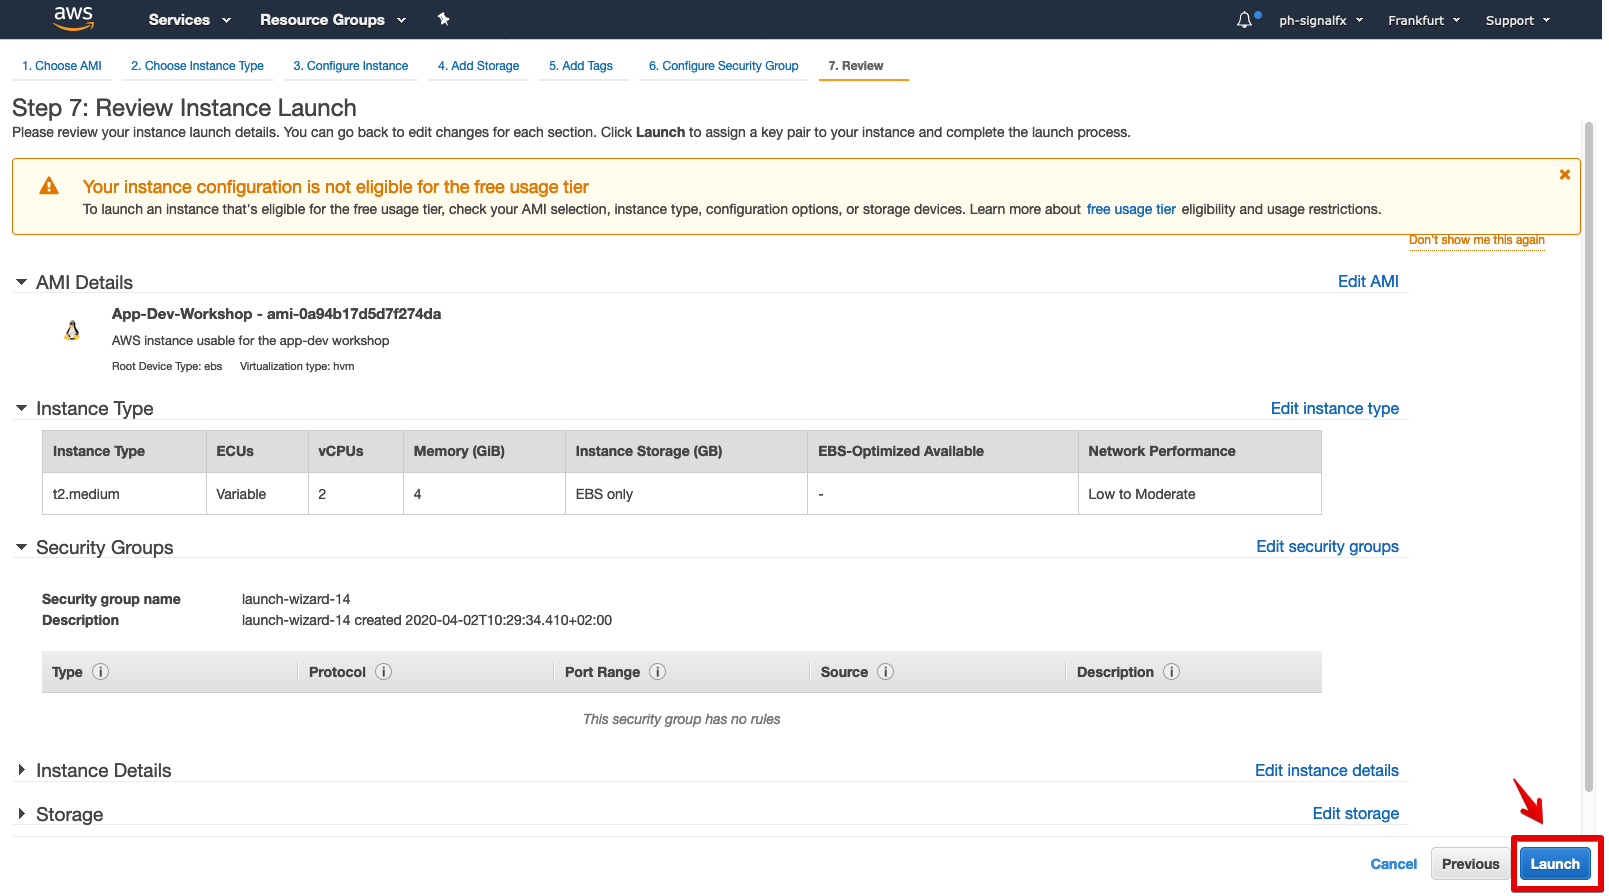 aws Services Resource Groups ph-signalfx Frankfurt Support
1. Choose AMI 2. Choose Instance Type 3. Configure Instance 4. Add Storage 5. Add Tags 6. Configure Security Group 7. Review
Step 7: Review Instance Launch
Please review your instance launch details. You can go back to edit changes for each section. Click Launch to assign a key pair to your instance and complete the launch process.
Your instance configuration is not eligible for the free usage tier
To launch an instance that's eligible for the free usage tier, check your AMI selection, instance type, configuration options, or storage devices. Learn more about free usage tier eligibility and usage restrictions.
Don't show me this again
AMI Details Edit AMI
App-Dev-Workshop - ami-0a94b17d5d7f274da
AWS instance usable for the app-dev workshop
Root Device Type: ebs Virtualization type: hvm
Instance Type Edit instance type
Instance Type ECUs vCPUs Memory (GiB) Instance Storage (GB) EBS-Optimized Available Network Performance
t2.medium Variable 2 4 EBS only - Low to Moderate
Security Groups Edit security groups
Security group name launch-wizard-14
Description launch-wizard-14 created 2020-04-02T10:29:34.410+02:00
Type Protocol Port Range Source Description
This security group has no rules
Instance Details Edit instance details
Storage Edit storage
Cancel Previous Launch